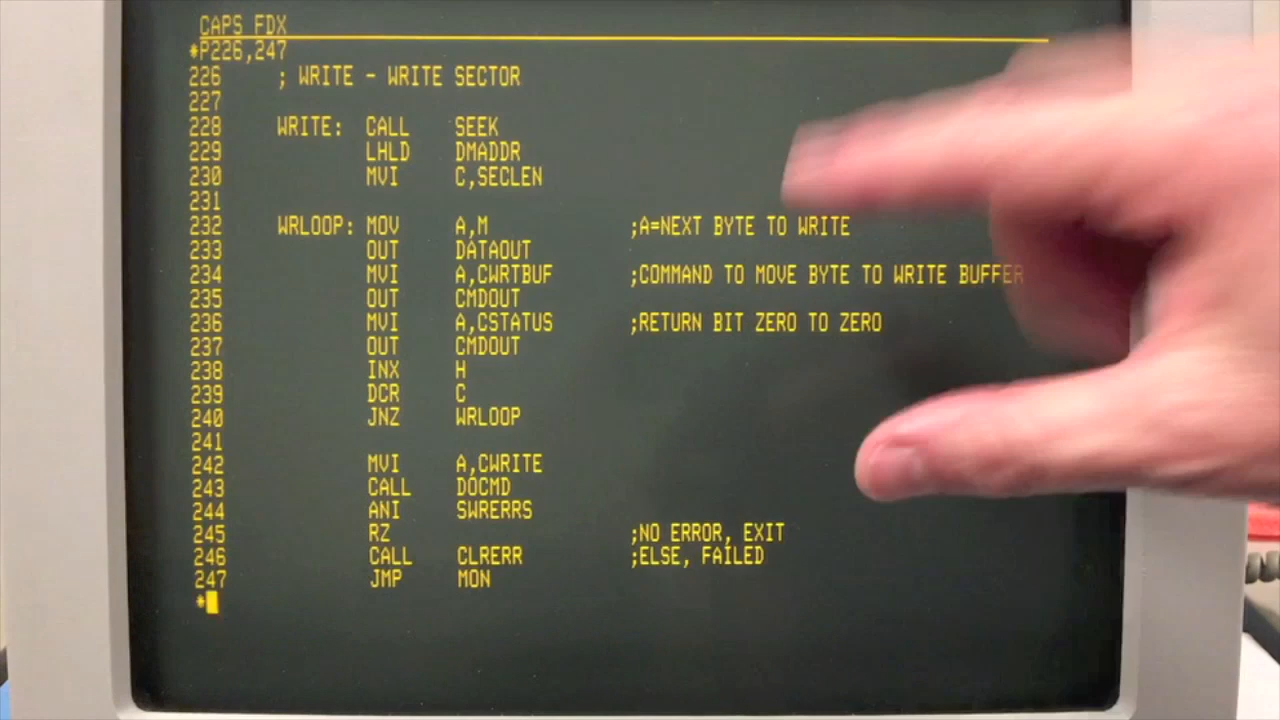 CAPS FDX
*P226,247
226 ; WRITE - WRITE SECTOR
227
228 WRITE: CALL SEEK
229 LHLD DMADDR
230 MVI C,SECLEN
231
232 WRLOOP: MOV A,M ;A=NEXT BYTE TO WRITE
233 OUT DATAOUT
234 MVI A,CWRTBUF ;COMMAND TO MOVE BYTE TO WRITE BUFFER
235 OUT CMDOUT
236 MVI A,CSTATUS ;RETURN BIT ZERO TO ZERO
237 OUT CMDOUT
238 INX H
239 DCR C
240 JNZ WRLOOP
241
242 MVI A,CWRITE
243 CALL DOCMD
244 ANI SWRERRS
245 RZ ;NO ERROR, EXIT
246 CALL CLRERR ;ELSE, FAILED
247 JMP MON
*